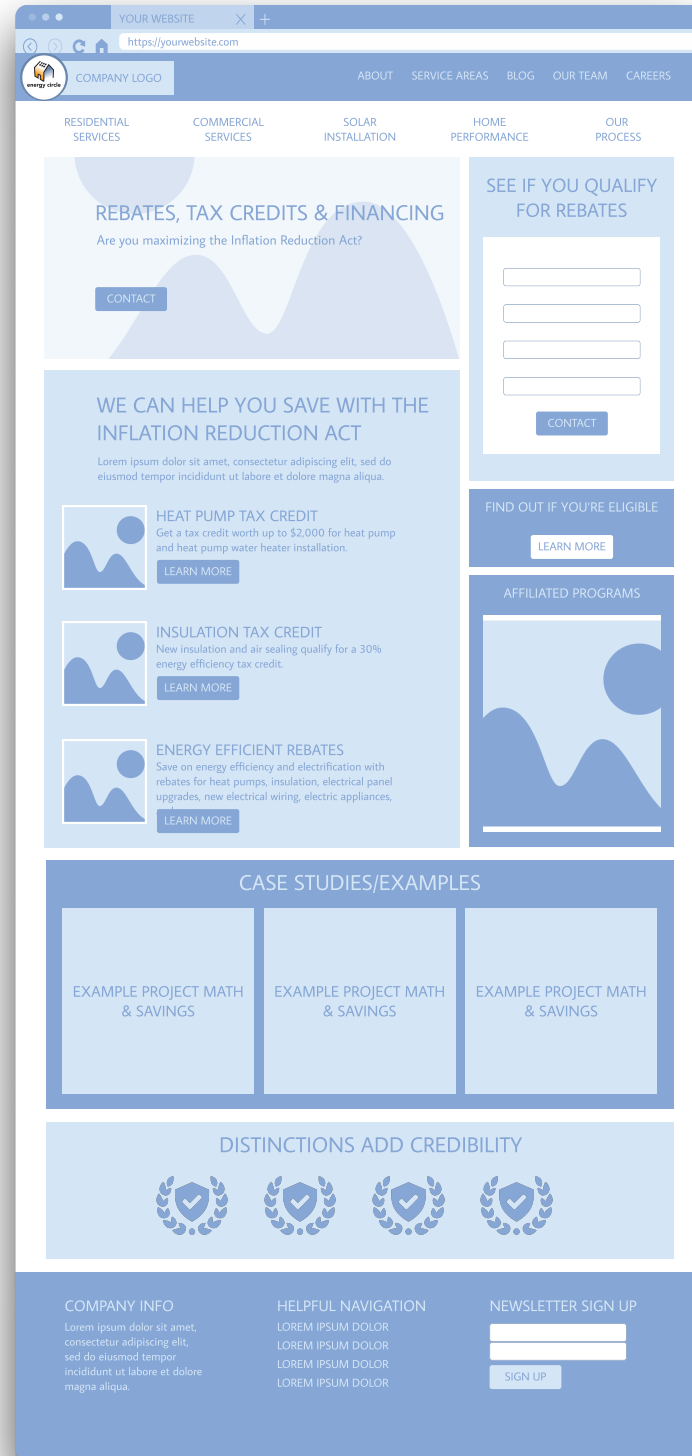 YOUR WEBSITE
https://yourwebsite.com
energy circle
COMPANY LOGO
ABOUT SERVICE AREAS BLOG OUR TEAM CAREERS
RESIDENTIAL
SERVICES
COMMERCIAL
SERVICES
SOLAR
INSTALLATION
HOME
PERFORMANCE
OUR
PROCESS
REBATES, TAX CREDITS & FINANCING
Are you maximizing the Inflation Reduction Act?
CONTACT
SEE IF YOU QUALIFY
FOR REBATES
CONTACT
WE CAN HELP YOU SAVE WITH THE
INFLATION REDUCTION ACT
Lorem ipsum dolor sit amet, consectetur adipiscing elit, sed do
eiusmod tempor incididunt ut labore et dolore magna aliqua.
HEAT PUMP TAX CREDIT
Get a tax credit worth up to $2,000 for heat pump
and heat pump water heater installation.
LEARN MORE
INSULATION TAX CREDIT
New insulation and air sealing qualify for a 30%
energy efficiency tax credit.
LEARN MORE
ENERGY EFFICIENT REBATES
Save on energy efficiency and electrification with
rebates for heat pumps, insulation, electrical panel
upgrades, new electrical wiring, electric appliances,
LEARN MORE
FIND OUT IF YOU'RE ELIGIBLE
LEARN MORE
AFFILIATED PROGRAMS
CASE STUDIES/EXAMPLES
EXAMPLE PROJECT MATH
& SAVINGS
EXAMPLE PROJECT MATH
& SAVINGS
EXAMPLE PROJECT MATH
& SAVINGS
DISTINCTIONS ADD CREDIBILITY
COMPANY INFO
Lorem ipsum dolor sit amet,
consectetur adipiscing elit,
sed do eiusmod tempor
incididunt ut labore et dolore
magna aliqua.
HELPFUL NAVIGATION
LOREM IPSUM DOLOR
LOREM IPSUM DOLOR
LOREM IPSUM DOLOR
LOREM IPSUM DOLOR
NEWSLETTER SIGN UP
SIGN UP